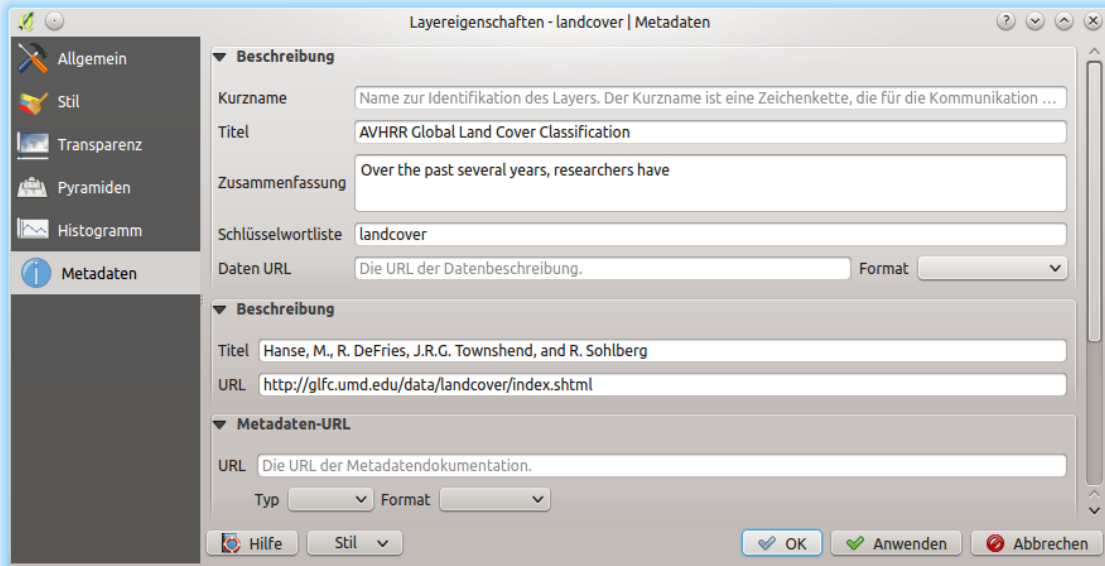 Layereigenschaften - landcover | Metadaten
Allgemein
Stil
Transparenz
Pyramiden
Histogramm
Metadaten
Beschreibung
Kurzname Name zur Identifikation des Layers. Der Kurzname ist eine Zeichenkette, die für die Kommunikation ...
Titel AVHRR Global Land Cover Classification
Zusammenfassung Over the past several years, researchers have
Schlüsselwortliste landcover
Daten URL Die URL der Datenbeschreibung. Format
Beschreibung
Titel Hanse, M., R. DeFries, J.R.G. Townshend, and R. Sohlberg
URL http://glfc.umd.edu/data/landcover/index.shtml
Metadaten-URL
URL Die URL der Metadatendokumentation.
Typ Format
Hilfe Stil OK Anwenden Abbrechen